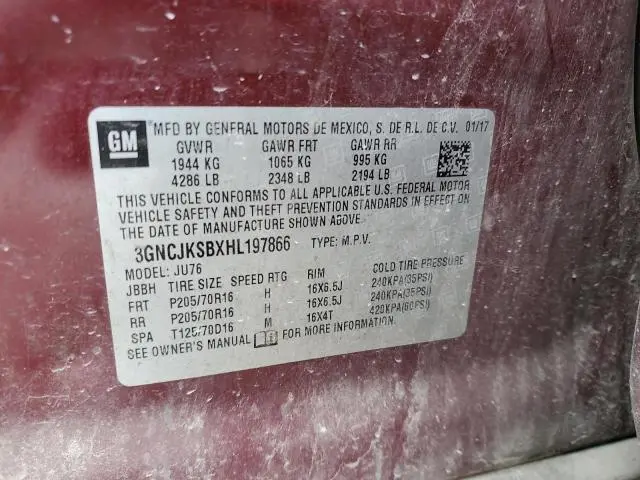 GM
MFD BY GENERAL MOTORS DE MEXICO, S. DE R.L. DE C.V. 01/17
GVWR GAWR FRT GAWR RR
1944 KG 1065 KG 995 KG
4286 LB 2348 LB 2194 LB
THIS VEHICLE CONFORMS TO ALL APPLICABLE U.S. FEDERAL MOTOR
VEHICLE SAFETY AND THEFT PREVENTION STANDARDS IN EFFECT ON
THE DATE OF MANUFACTURE SHOWN ABOVE.
3GNCJKSBXHL197866 TYPE: M.P.V.
MODEL: JU76
JBBH TIRE SIZE SPEED RTG RIM COLD TIRE PRESSURE
FRT P205/70R16 H 16X6.5J 240KPA(35PSI)
RR P205/70R16 H 16X6.5J 240KPA(35PSI)
SPA T125/70D16 M 16X4T 420KPA(60PSI)
SEE OWNER'S MANUAL FOR MORE INFORMATION.